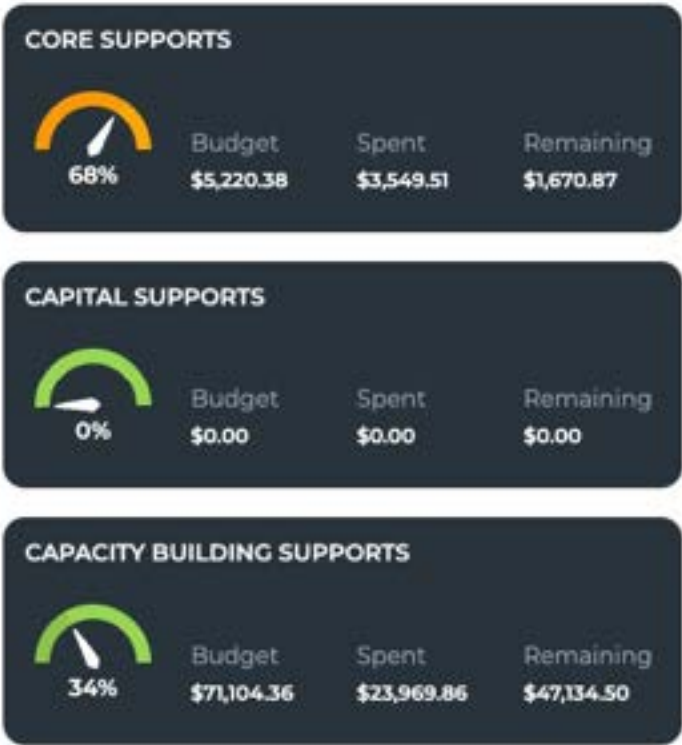 CORE SUPPORTS
Budget Spent Remaining
68% $5,220.38 $3,549.51 $1,670.87
CAPITAL SUPPORTS
Budget Spent Remaining
0% $0.00 $0.00 $0.00
CAPACITY BUILDING SUPPORTS
Budget Spent Remaining
34% $71,104.36 $23,969.86 $47,134.50